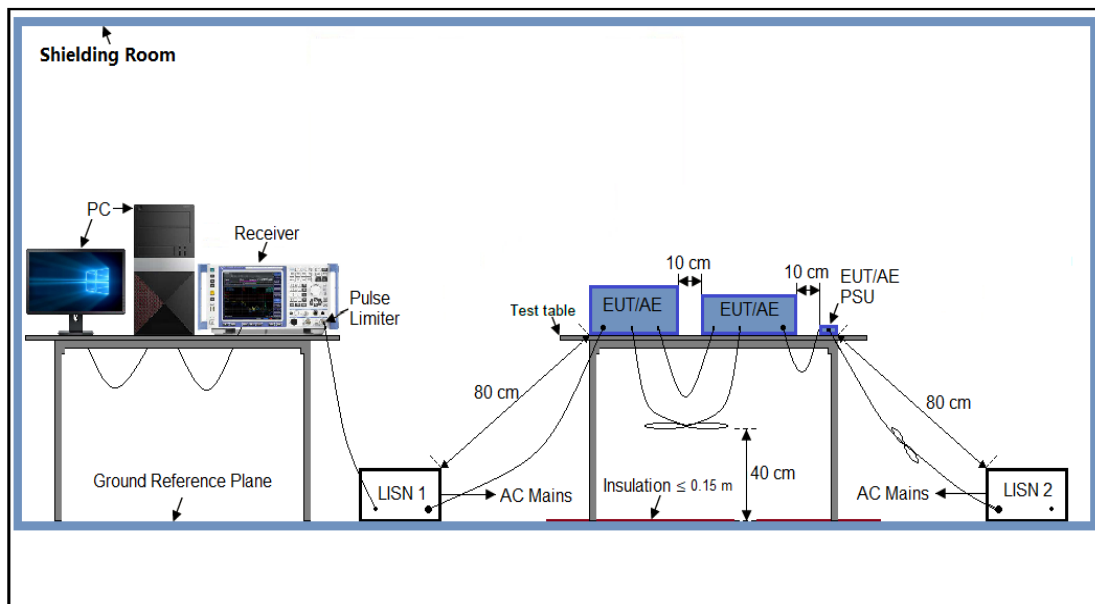 Shielding Room
PC
Receiver
Pulse
Limiter
Test table
EUT/AE
10 cm
EUT/AE
10 cm
EUT/AE
PSU
80 cm
80 cm
40 cm
Ground Reference Plane
LISN 1
AC Mains
Insulation ≤ 0.15 m
AC Mains
LISN 2